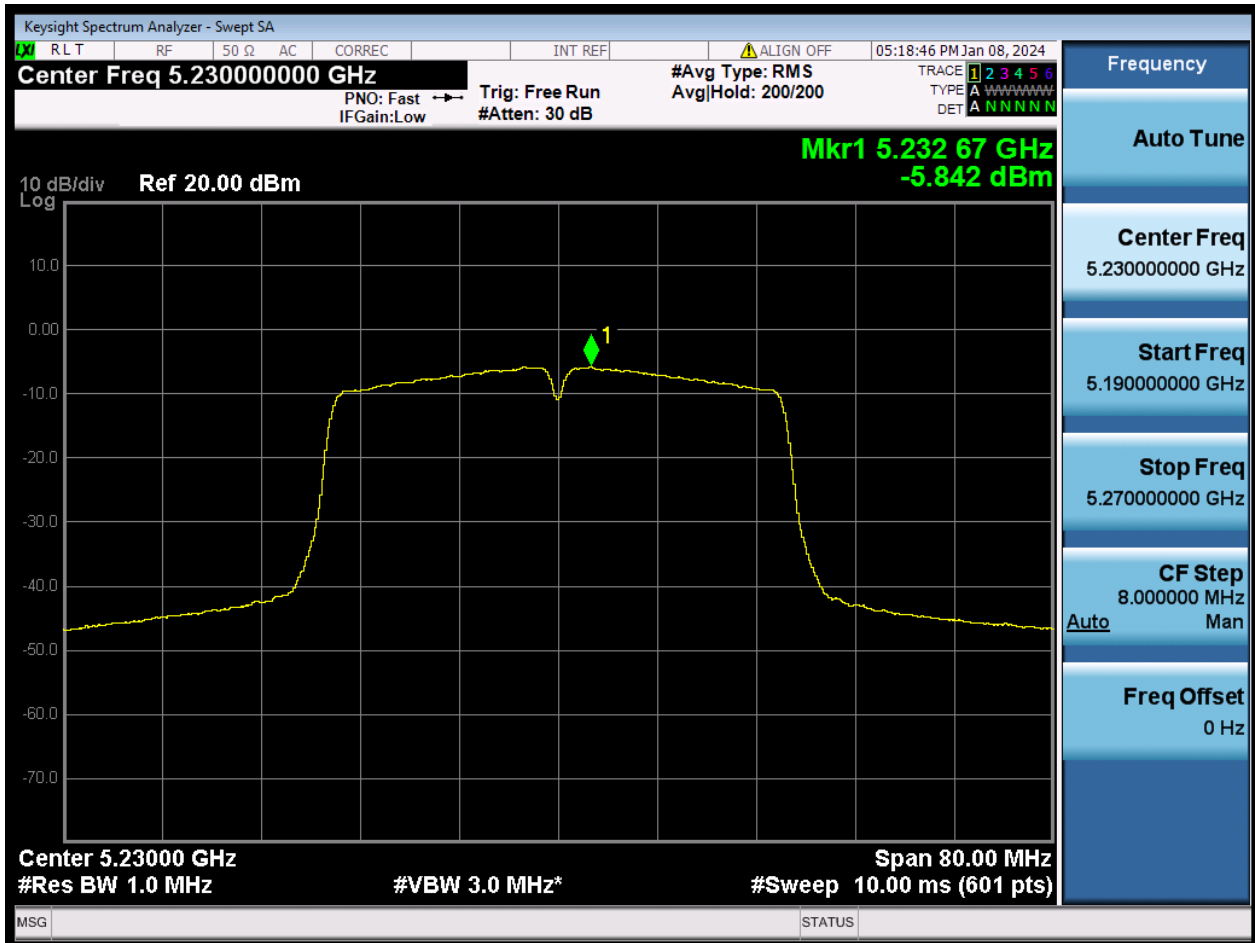 Keysight Spectrum Analyzer - Swept SA
LXI RLT RF 50 Ω AC CORREC INT REF ALIGN OFF 05:18:46 PM Jan 08, 2024
Center Freq 5.230000000 GHz
PNO: Fast
IFGain:Low
Trig: Free Run
#Atten: 30 dB
#Avg Type: RMS
Avg|Hold: 200/200
TRACE 1 2 3 4 5 6
TYPE A WWWWW
DET A N N N N N
Mkr1 5.232 67 GHz
-5.842 dBm
10 dB/div Ref 20.00 dBm
Log
10.0
0.00
-10.0
-20.0
-30.0
-40.0
-50.0
-60.0
-70.0
1
Center 5.23000 GHz Span 80.00 MHz
#Res BW 1.0 MHz #VBW 3.0 MHz* #Sweep 10.00 ms (601 pts)
MSG STATUS
Frequency
Auto Tune
Center Freq
5.230000000 GHz
Start Freq
5.190000000 GHz
Stop Freq
5.270000000 GHz
CF Step
8.000000 MHz
Auto Man
Freq Offset
0 Hz